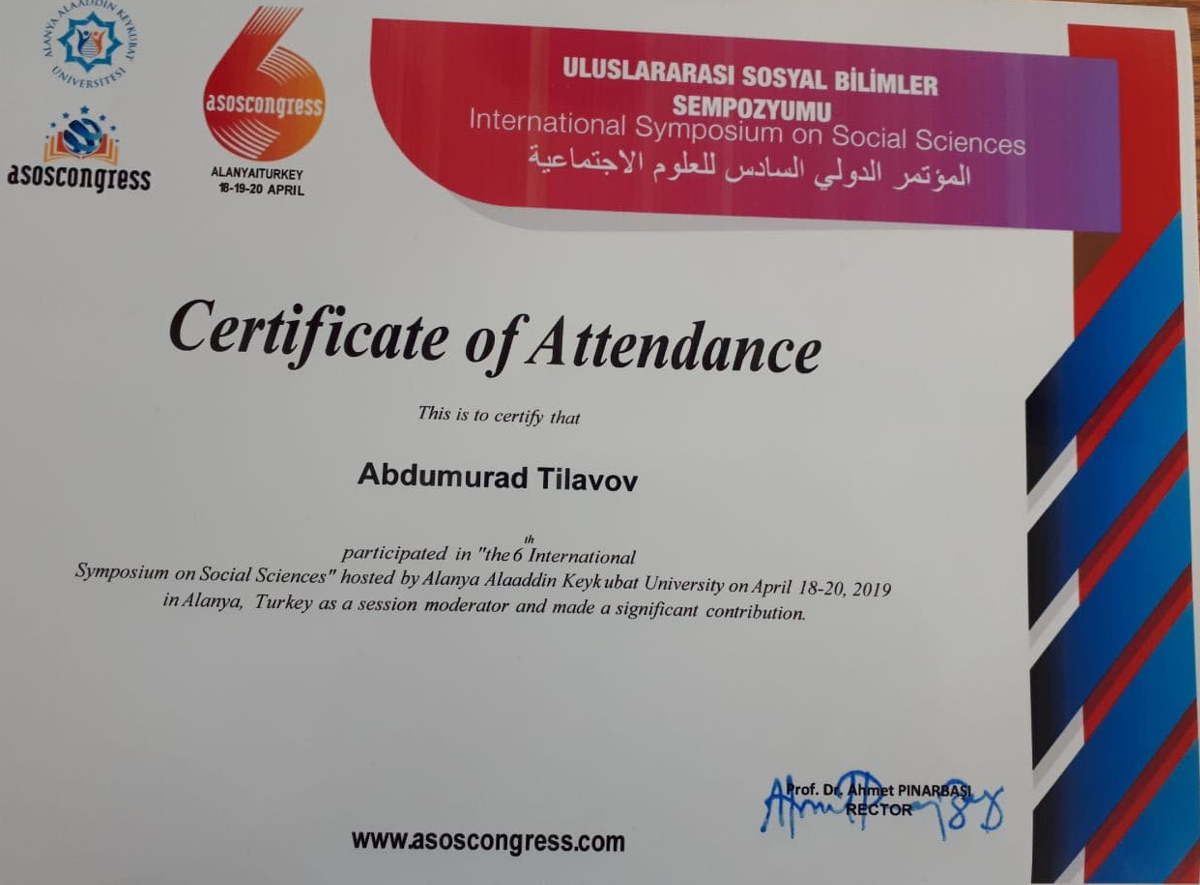 ALANYA ALAADDİN KEYKUBAT ÜNİVERSİTESİ
asoscongress
asoscongress
ALANYAITURKEY
18-19-20 APRIL
ULUSLARARASI SOSYAL BİLİMLER
SEMPOZYUMU
International Symposium on Social Sciences
المؤتمر الدولي السادس للعلوم الاجتماعية
Certificate of Attendance
This is to certify that
Abdumurad Tilavov
participated in "the 6th International
Symposium on Social Sciences" hosted by Alanya Alaaddin Keykubat University on April 18-20, 2019
in Alanya, Turkey as a session moderator and made a significant contribution.
Prof. Dr. Ahmet PINARBAŞI
RECTOR
www.asoscongress.com